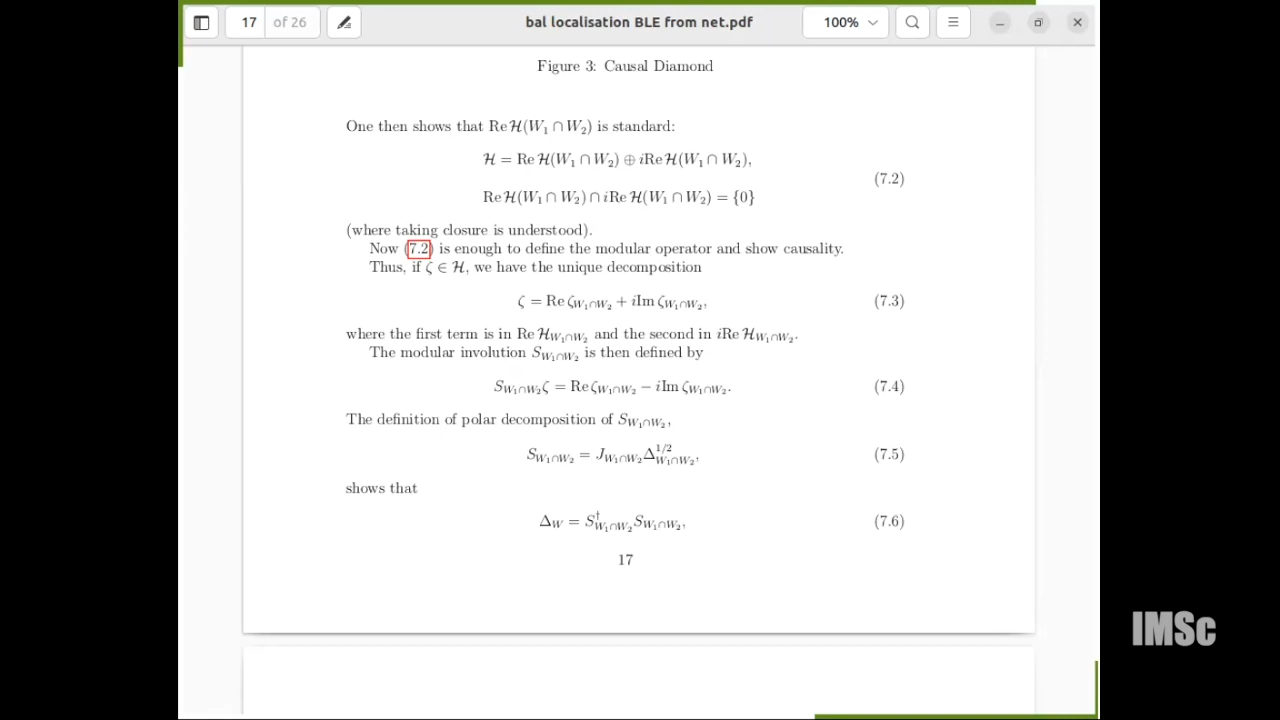 17 of 26
bal localisation BLE from net.pdf
100%
Figure 3: Causal Diamond
One then shows that Re ℋ(W₁ ∩ W₂) is standard:
ℋ = Re ℋ(W₁ ∩ W₂) ⊕ iRe ℋ(W₁ ∩ W₂),
(7.2)
Re ℋ(W₁ ∩ W₂) ∩ iRe ℋ(W₁ ∩ W₂) = {0}
(where taking closure is understood).
Now (7.2) is enough to define the modular operator and show causality.
Thus, if ζ ∈ ℋ, we have the unique decomposition
ζ = Re ζ_{W₁∩W₂} + iIm ζ_{W₁∩W₂}, (7.3)
where the first term is in Re ℋ_{W₁∩W₂} and the second in iRe ℋ_{W₁∩W₂}.
The modular involution S_{W₁∩W₂} is then defined by
S_{W₁∩W₂}ζ = Re ζ_{W₁∩W₂} − iIm ζ_{W₁∩W₂}. (7.4)
The definition of polar decomposition of S_{W₁∩W₂},
S_{W₁∩W₂} = J_{W₁∩W₂}Δ^{1/2}_{W₁∩W₂}, (7.5)
shows that
Δ_W = S^†_{W₁∩W₂}S_{W₁∩W₂}, (7.6)
17
IMSc